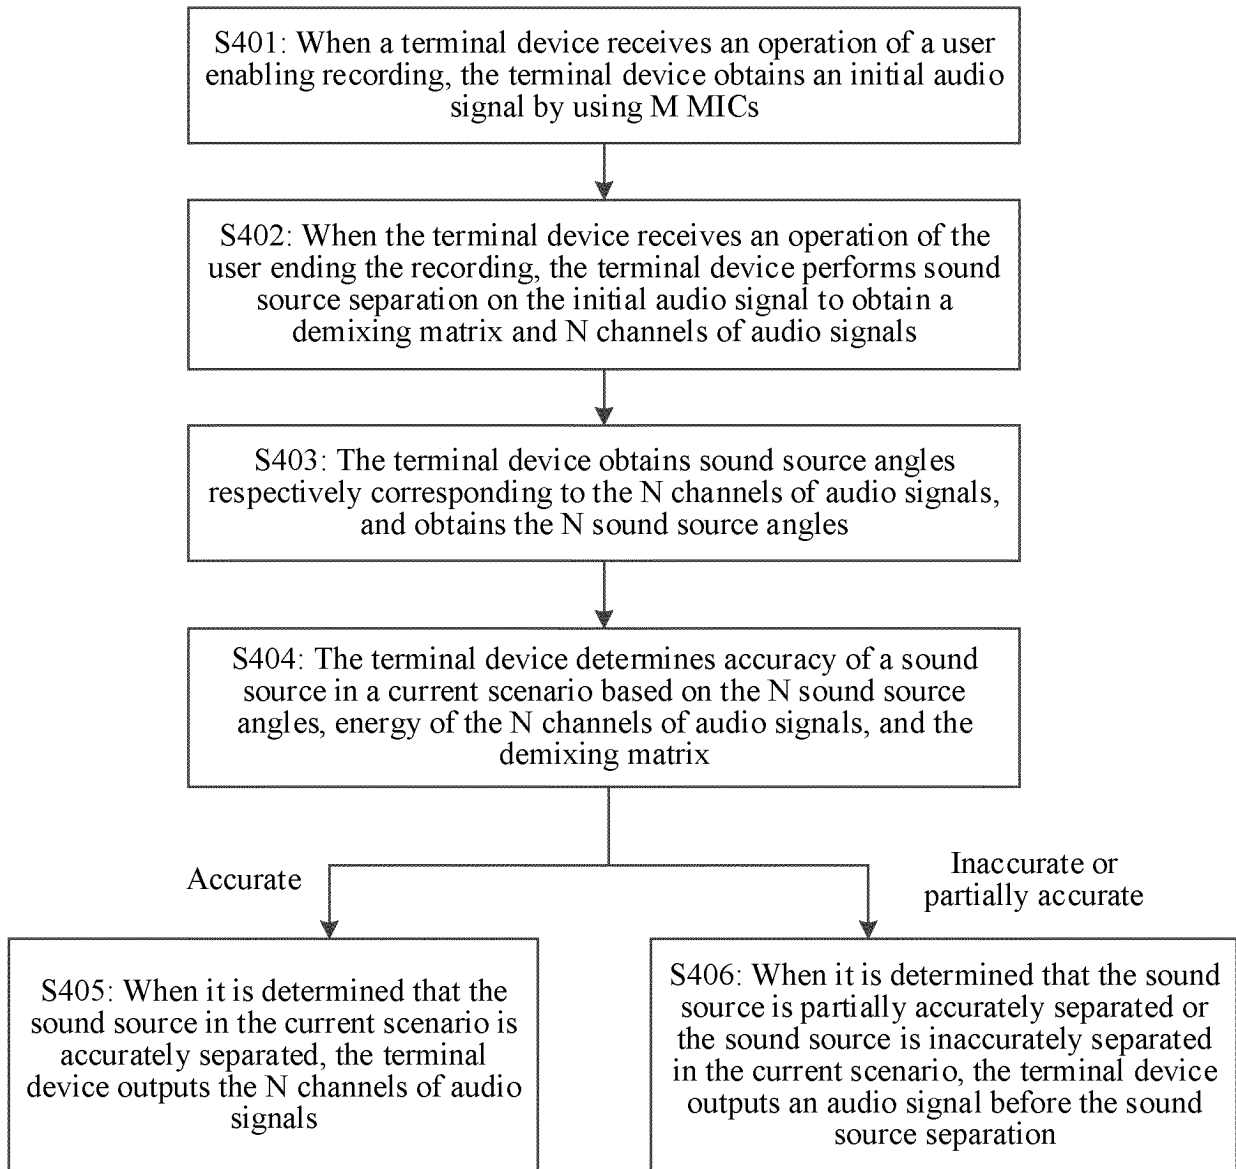 S401: When a terminal device receives an operation of a user
enabling recording, the terminal device obtains an initial audio
signal by using M MICs
S402: When the terminal device receives an operation of the
user ending the recording, the terminal device performs sound
source separation on the initial audio signal to obtain a
demixing matrix and N channels of audio signals
S403: The terminal device obtains sound source angles
respectively corresponding to the N channels of audio signals,
and obtains the N sound source angles
S404: The terminal device determines accuracy of a sound
source in a current scenario based on the N sound source
angles, energy of the N channels of audio signals, and the
demixing matrix
Accurate
Inaccurate or
partially accurate
S405: When it is determined that the
sound source in the current scenario is
accurately separated, the terminal
device outputs the N channels of audio
signals
S406: When it is determined that the sound
source is partially accurately separated or
the sound source is inaccurately separated
in the current scenario, the terminal device
outputs an audio signal before the sound
source separation